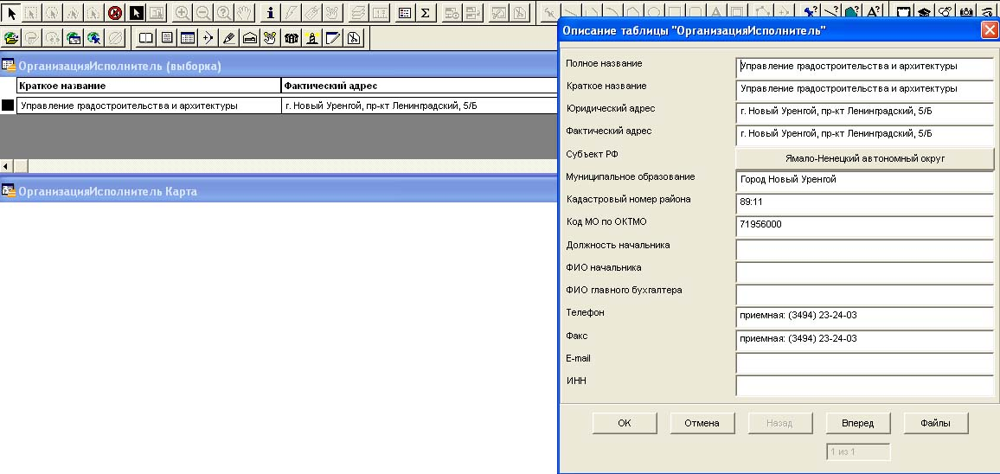 Описание таблицы "ОрганизацияИсполнитель"
ОрганизацияИсполнитель (выборка)
Краткое название Фактический адрес
Управление градостроительства и архитектуры г. Новый Уренгой, пр-кт Ленинградский, 5/Б
ОрганизацияИсполнитель Карта
Полное название Управление градостроительства и архитектуры
Краткое название Управление градостроительства и архитектуры
Юридический адрес г. Новый Уренгой, пр-кт Ленинградский, 5/Б
Фактический адрес г. Новый Уренгой, пр-кт Ленинградский, 5/Б
Субъект РФ Ямало-Ненецкий автономный округ
Муниципальное образование Город Новый Уренгой
Кадастровый номер района 89:11
Код МО по ОКТМО 71956000
Должность начальника
ФИО начальника
ФИО главного бухгалтера
Телефон приемная: (3494) 23-24-03
Факс приемная: (3494) 23-24-03
E-mail
ИНН
OK Отмена Назад Вперед Файлы
1 из 1